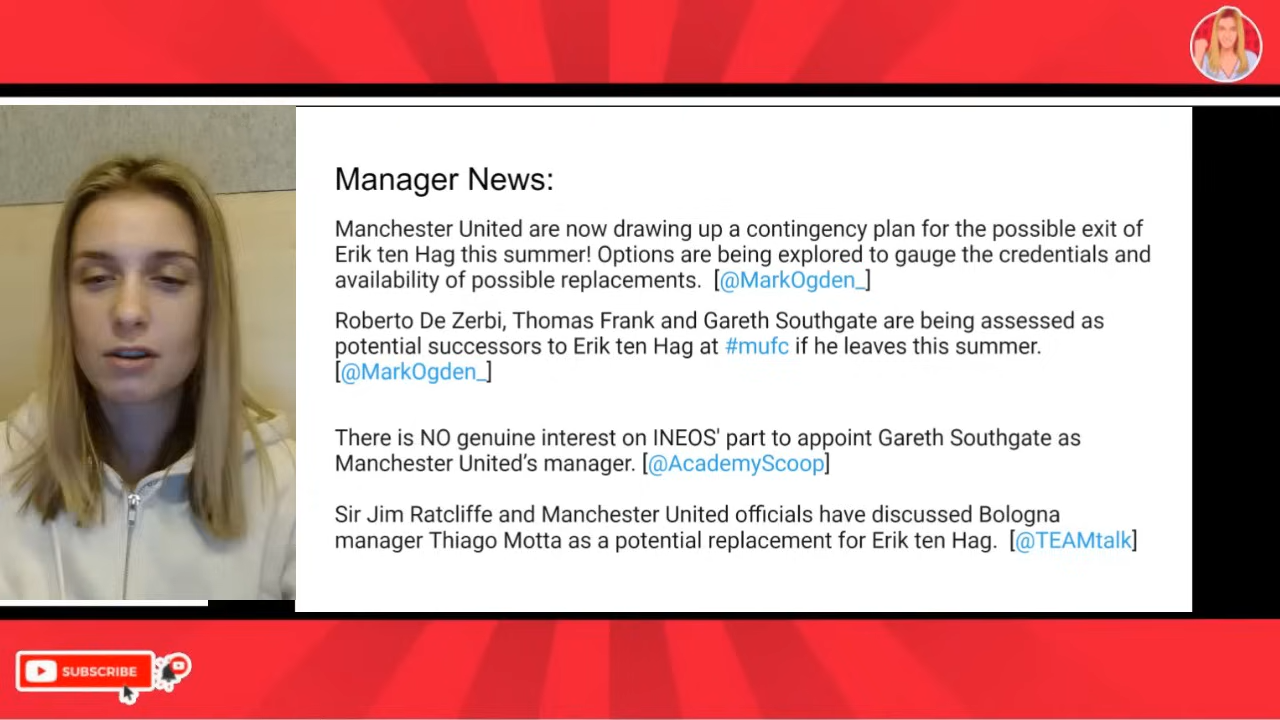 Manager News:
Manchester United are now drawing up a contingency plan for the possible exit of
Erik ten Hag this summer! Options are being explored to gauge the credentials and
availability of possible replacements. [@MarkOgden_]
Roberto De Zerbi, Thomas Frank and Gareth Southgate are being assessed as
potential successors to Erik ten Hag at #mufc if he leaves this summer.
[@MarkOgden_]
There is NO genuine interest on INEOS' part to appoint Gareth Southgate as
Manchester United’s manager. [@AcademyScoop]
Sir Jim Ratcliffe and Manchester United officials have discussed Bologna
manager Thiago Motta as a potential replacement for Erik ten Hag. [@TEAMtalk]
SUBSCRIBE